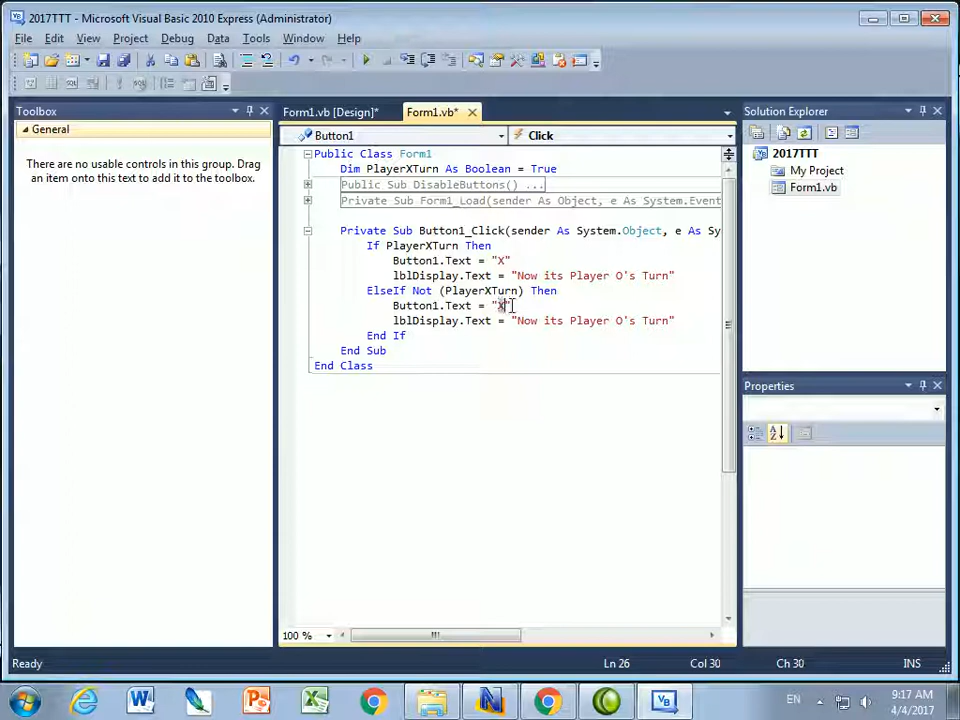 2017TTT - Microsoft Visual Basic 2010 Express (Administrator)
File Edit View Project Debug Data Tools Window Help
Toolbox
General
There are no usable controls in this group. Drag
an item onto this text to add it to the toolbox.
Form1.vb [Design]* Form1.vb*
Button1 Click
Public Class Form1
Dim PlayerXTurn As Boolean = True
Public Sub DisableButtons() ...
Private Sub Form1_Load(sender As Object, e As System.Event
Private Sub Button1_Click(sender As System.Object, e As Sy
If PlayerXTurn Then
Button1.Text = "X"
lblDisplay.Text = "Now its Player O's Turn"
ElseIf Not (PlayerXTurn) Then
Button1.Text = "X"
lblDisplay.Text = "Now its Player O's Turn"
End If
End Sub
End Class
100 %
Solution Explorer
2017TTT
My Project
Form1.vb
Properties
Ready Ln 26 Col 30 Ch 30 INS
EN 9:17 AM
4/4/2017